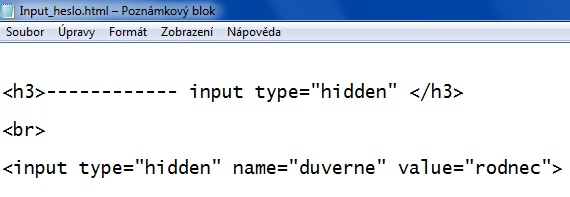 Input_heslo.html – Poznámkový blok
Soubor Úpravy Formát Zobrazení Nápověda
<h3>------------ input type="hidden" </h3>
<br>
<input type="hidden" name="duverne" value="rodnec">